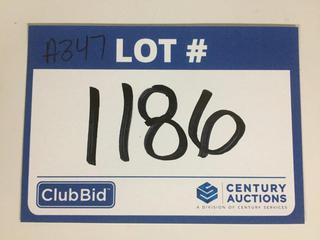 A347 LOT #
1186
ClubBid
CENTURY
AUCTIONS
A DIVISION OF CENTURY SERVICES